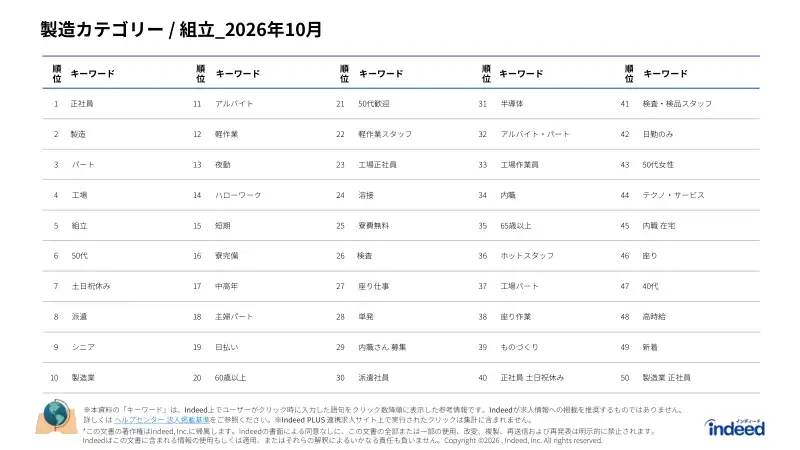 製造カテゴリー / 組立_2026年10月
順位 キーワード 順位 キーワード 順位 キーワード 順位 キーワード 順位 キーワード
1 正社員 11 アルバイト 21 50代歓迎 31 半導体 41 検査・検品スタッフ
2 製造 12 軽作業 22 軽作業スタッフ 32 アルバイト・パート 42 日勤のみ
3 パート 13 夜勤 23 工場正社員 33 工場作業員 43 50代女性
4 工場 14 ハローワーク 24 溶接 34 内職 44 テクノ・サービス
5 組立 15 短期 25 寮費無料 35 65歳以上 45 内職 在宅
6 50代 16 寮完備 26 検査 36 ホットスタッフ 46 座り
7 土日祝休み 17 中高年 27 座り仕事 37 工場パート 47 40代
8 派遣 18 主婦パート 28 単発 38 座り作業 48 高時給
9 シニア 19 日払い 29 内職さん 募集 39 ものづくり 49 新着
10 製造業 20 60歳以上 30 派遣社員 40 正社員 土日祝休み 50 製造業 正社員
※本資料の「キーワード」は、Indeed上でユーザーがクリック時に入力した語句をクリック数降順に表示した参考情報です。Indeedが求人情報への掲載を推奨するものではありません。
詳しくは ヘルプセンター 求人掲載基準をご参照ください。※Indeed PLUS 連携求人サイト上で実行されたクリックは集計に含まれません。
*この文書の著作権はIndeed, Inc.に帰属します。Indeedの書面による同意なしに、この文書の全部または一部の使用、改変、複製、再送信および再発表は明示的に禁止されます。
Indeedはこの文書に含まれる情報の使用もしくは適用、またはそれらの解釈によるいかなる責任も負いません。Copyright ©2026 , Indeed, Inc. All rights reserved.
インディード
indeed